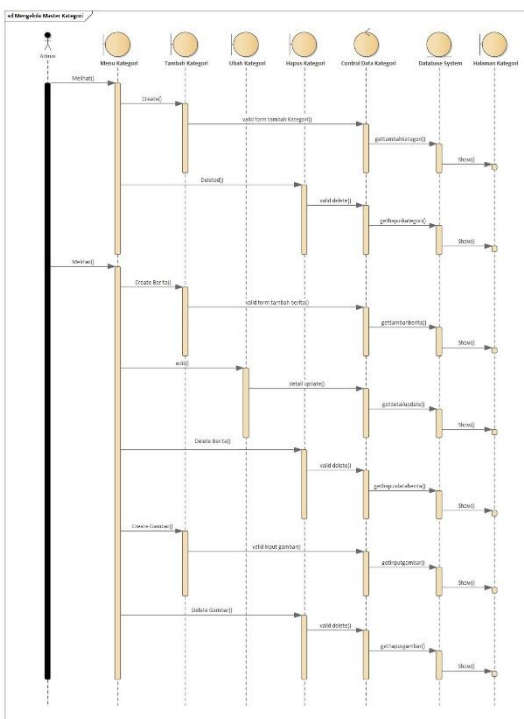 sd Mengelola Master Kategori
Admin
Menu Kategori
Tambah Kategori
Ubah Kategori
Hapus Kategori
Control Data Kategori
Database System
Halaman Kategori
Melihat()
Create()
valid form tambah Kategori()
gettambahkategori()
Show()
Deleted()
valid delete()
gethapuskategori()
Show()
Melihat()
Create Berita()
valid form tambah berita()
gettambahberita()
Show()
edit()
detail update()
getdetailupdate()
Show()
Delete Berita()
valid delete()
gethapusdataberita()
Show()
Create Gambar()
valid input gambar()
getinputgambar()
Show()
Delete Gambar()
valid delete()
gethapusgambar()
Show()